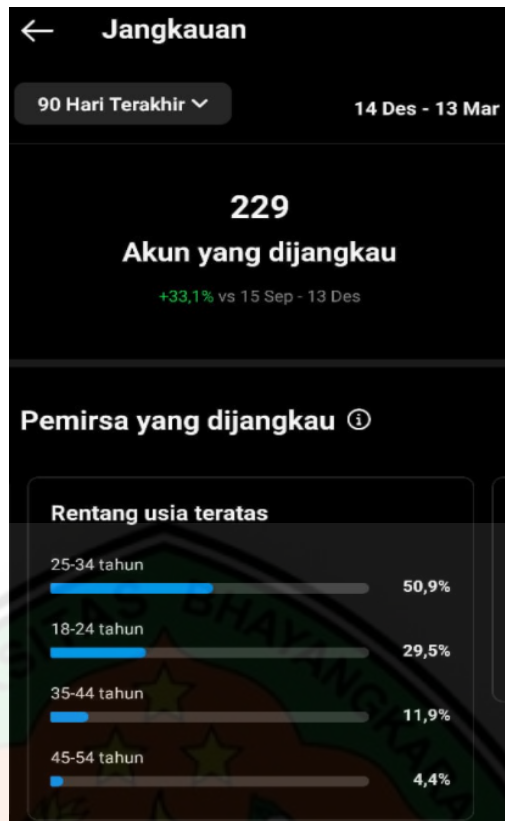 Jangkauan
90 Hari Terakhir
14 Des - 13 Mar
229
Akun yang dijangkau
+33,1% vs 15 Sep - 13 Des
Pemirsa yang dijangkau
Rentang usia teratas
25-34 tahun
50,9%
18-24 tahun
29,5%
35-44 tahun
11,9%
45-54 tahun
4,4%
BHAYANGKARA